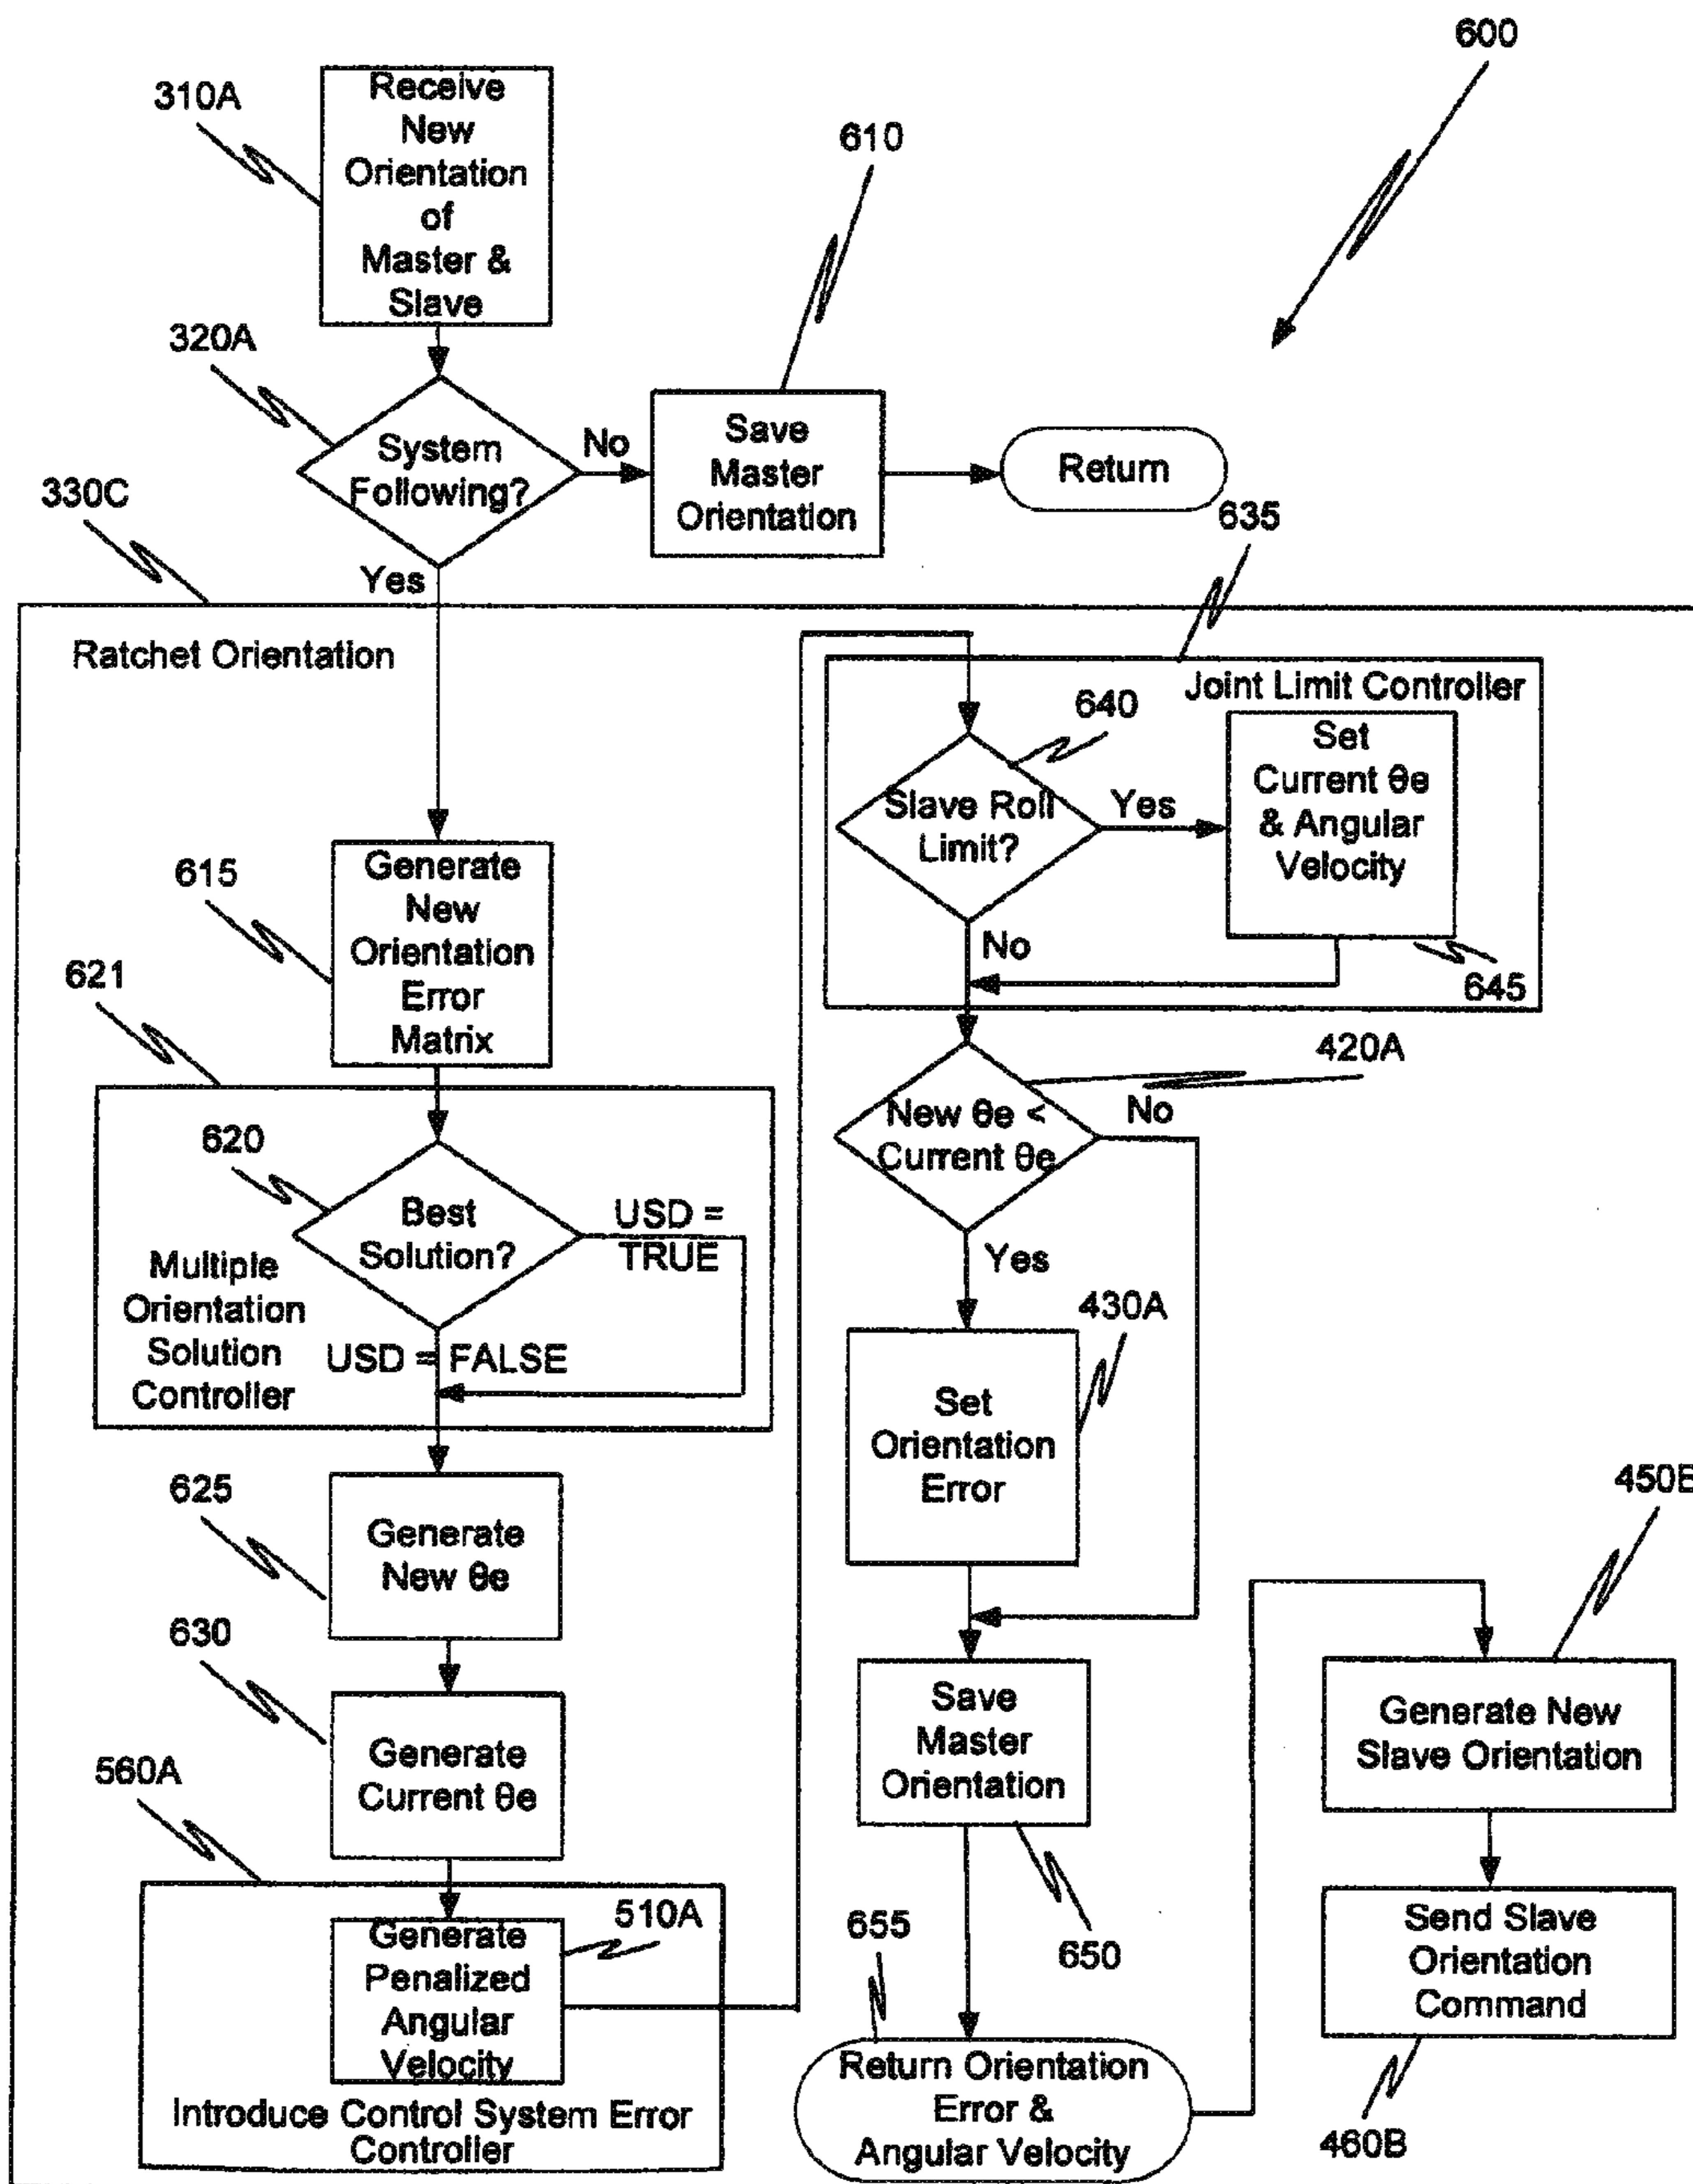 600
310A
Receive
New
Orientation
of
Master &
Slave
610
320A
System
Following?
No
Save
Master
Orientation
Return
330C
Yes
635
Ratchet Orientation
Joint Limit Controller
640
Slave Roll
Limit?
Yes
Set
Current θe
& Angular
Velocity
No
645
615
Generate
New
Orientation
Error
Matrix
621
620
Best
Solution?
USD =
TRUE
Multiple
Orientation
Solution
Controller
USD = FALSE
420A
New θe <
Current θe
No
Yes
430A
Set
Orientation
Error
625
Generate
New θe
630
Generate
Current θe
560A
510A
Generate
Penalized
Angular
Velocity
Introduce Control System Error
Controller
Save
Master
Orientation
650
655
Return Orientation
Error &
Angular Velocity
450B
Generate New
Slave Orientation
Send Slave
Orientation
Command
460B